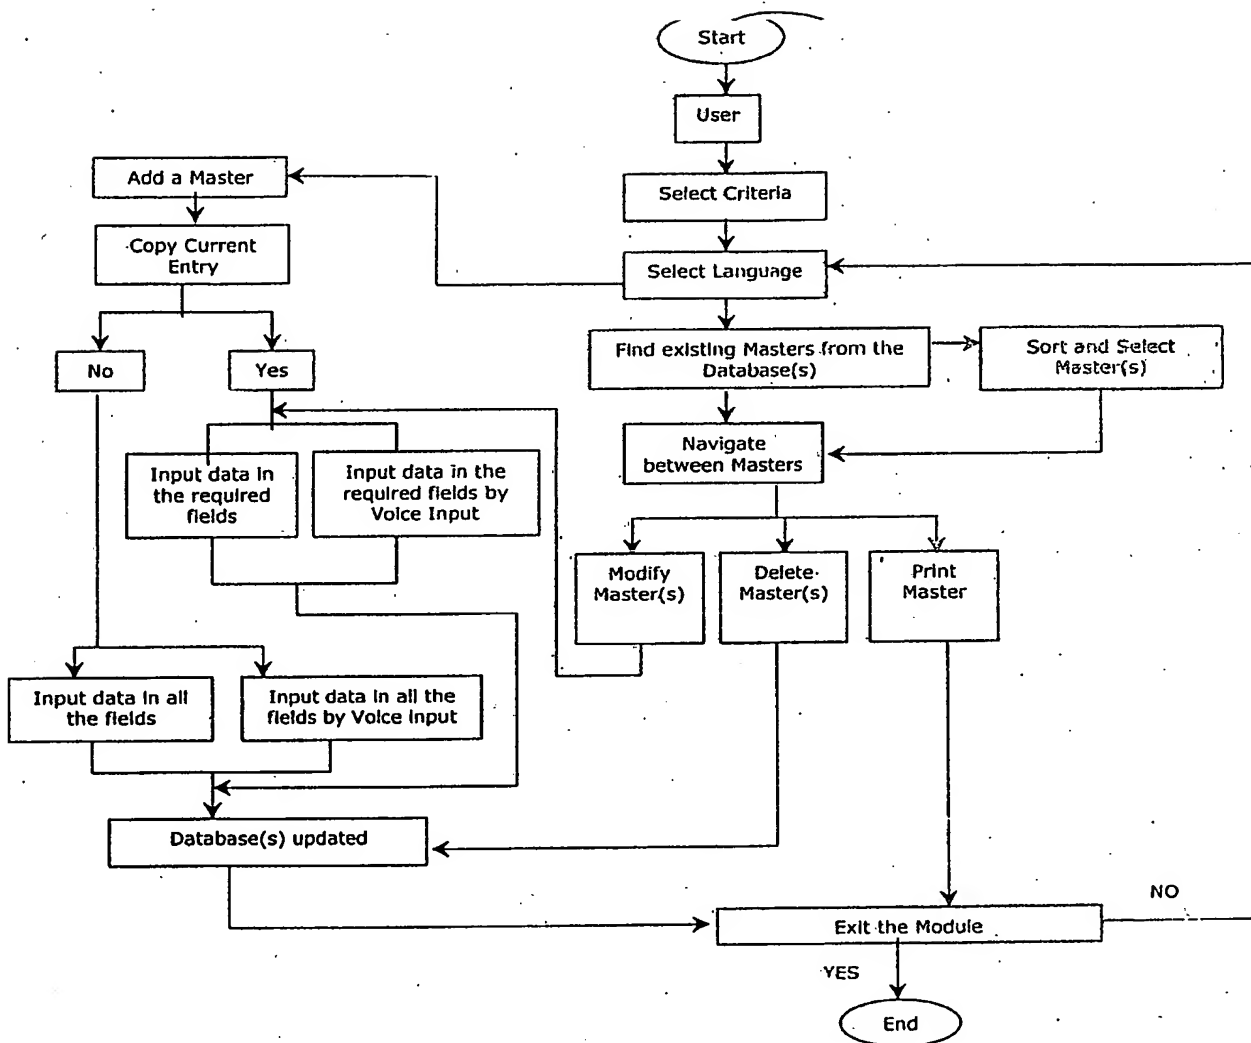 Start
User
Add a Master
Select Criteria
Copy Current
Entry
Select Language
Find existing Masters from the
Database(s)
Sort and Select
Master(s)
No
Yes
Navigate
between Masters
Input data in
the required
fields
Input data in the
required fields by
Voice Input
Modify
Master(s)
Delete
Master(s)
Print
Master
Input data in all
the fields
Input data in all the
fields by Voice Input
Database(s) updated
NO
Exit the Module
YES
End